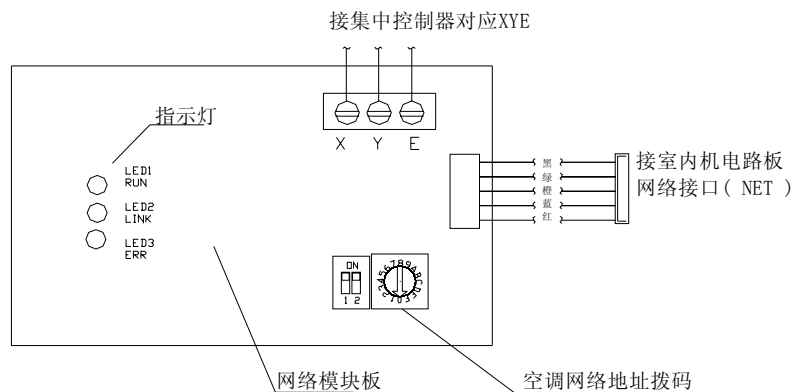 接集中控制器对应XYE
指示灯
X Y E
LED1
RUN
LED2
LINK
LED3
ERR
黑
绿
橙
蓝
红
接室内机电路板
网络接口( NET )
ON
1 2
0123456789ABCDEF
网络模块板
空调网络地址拨码